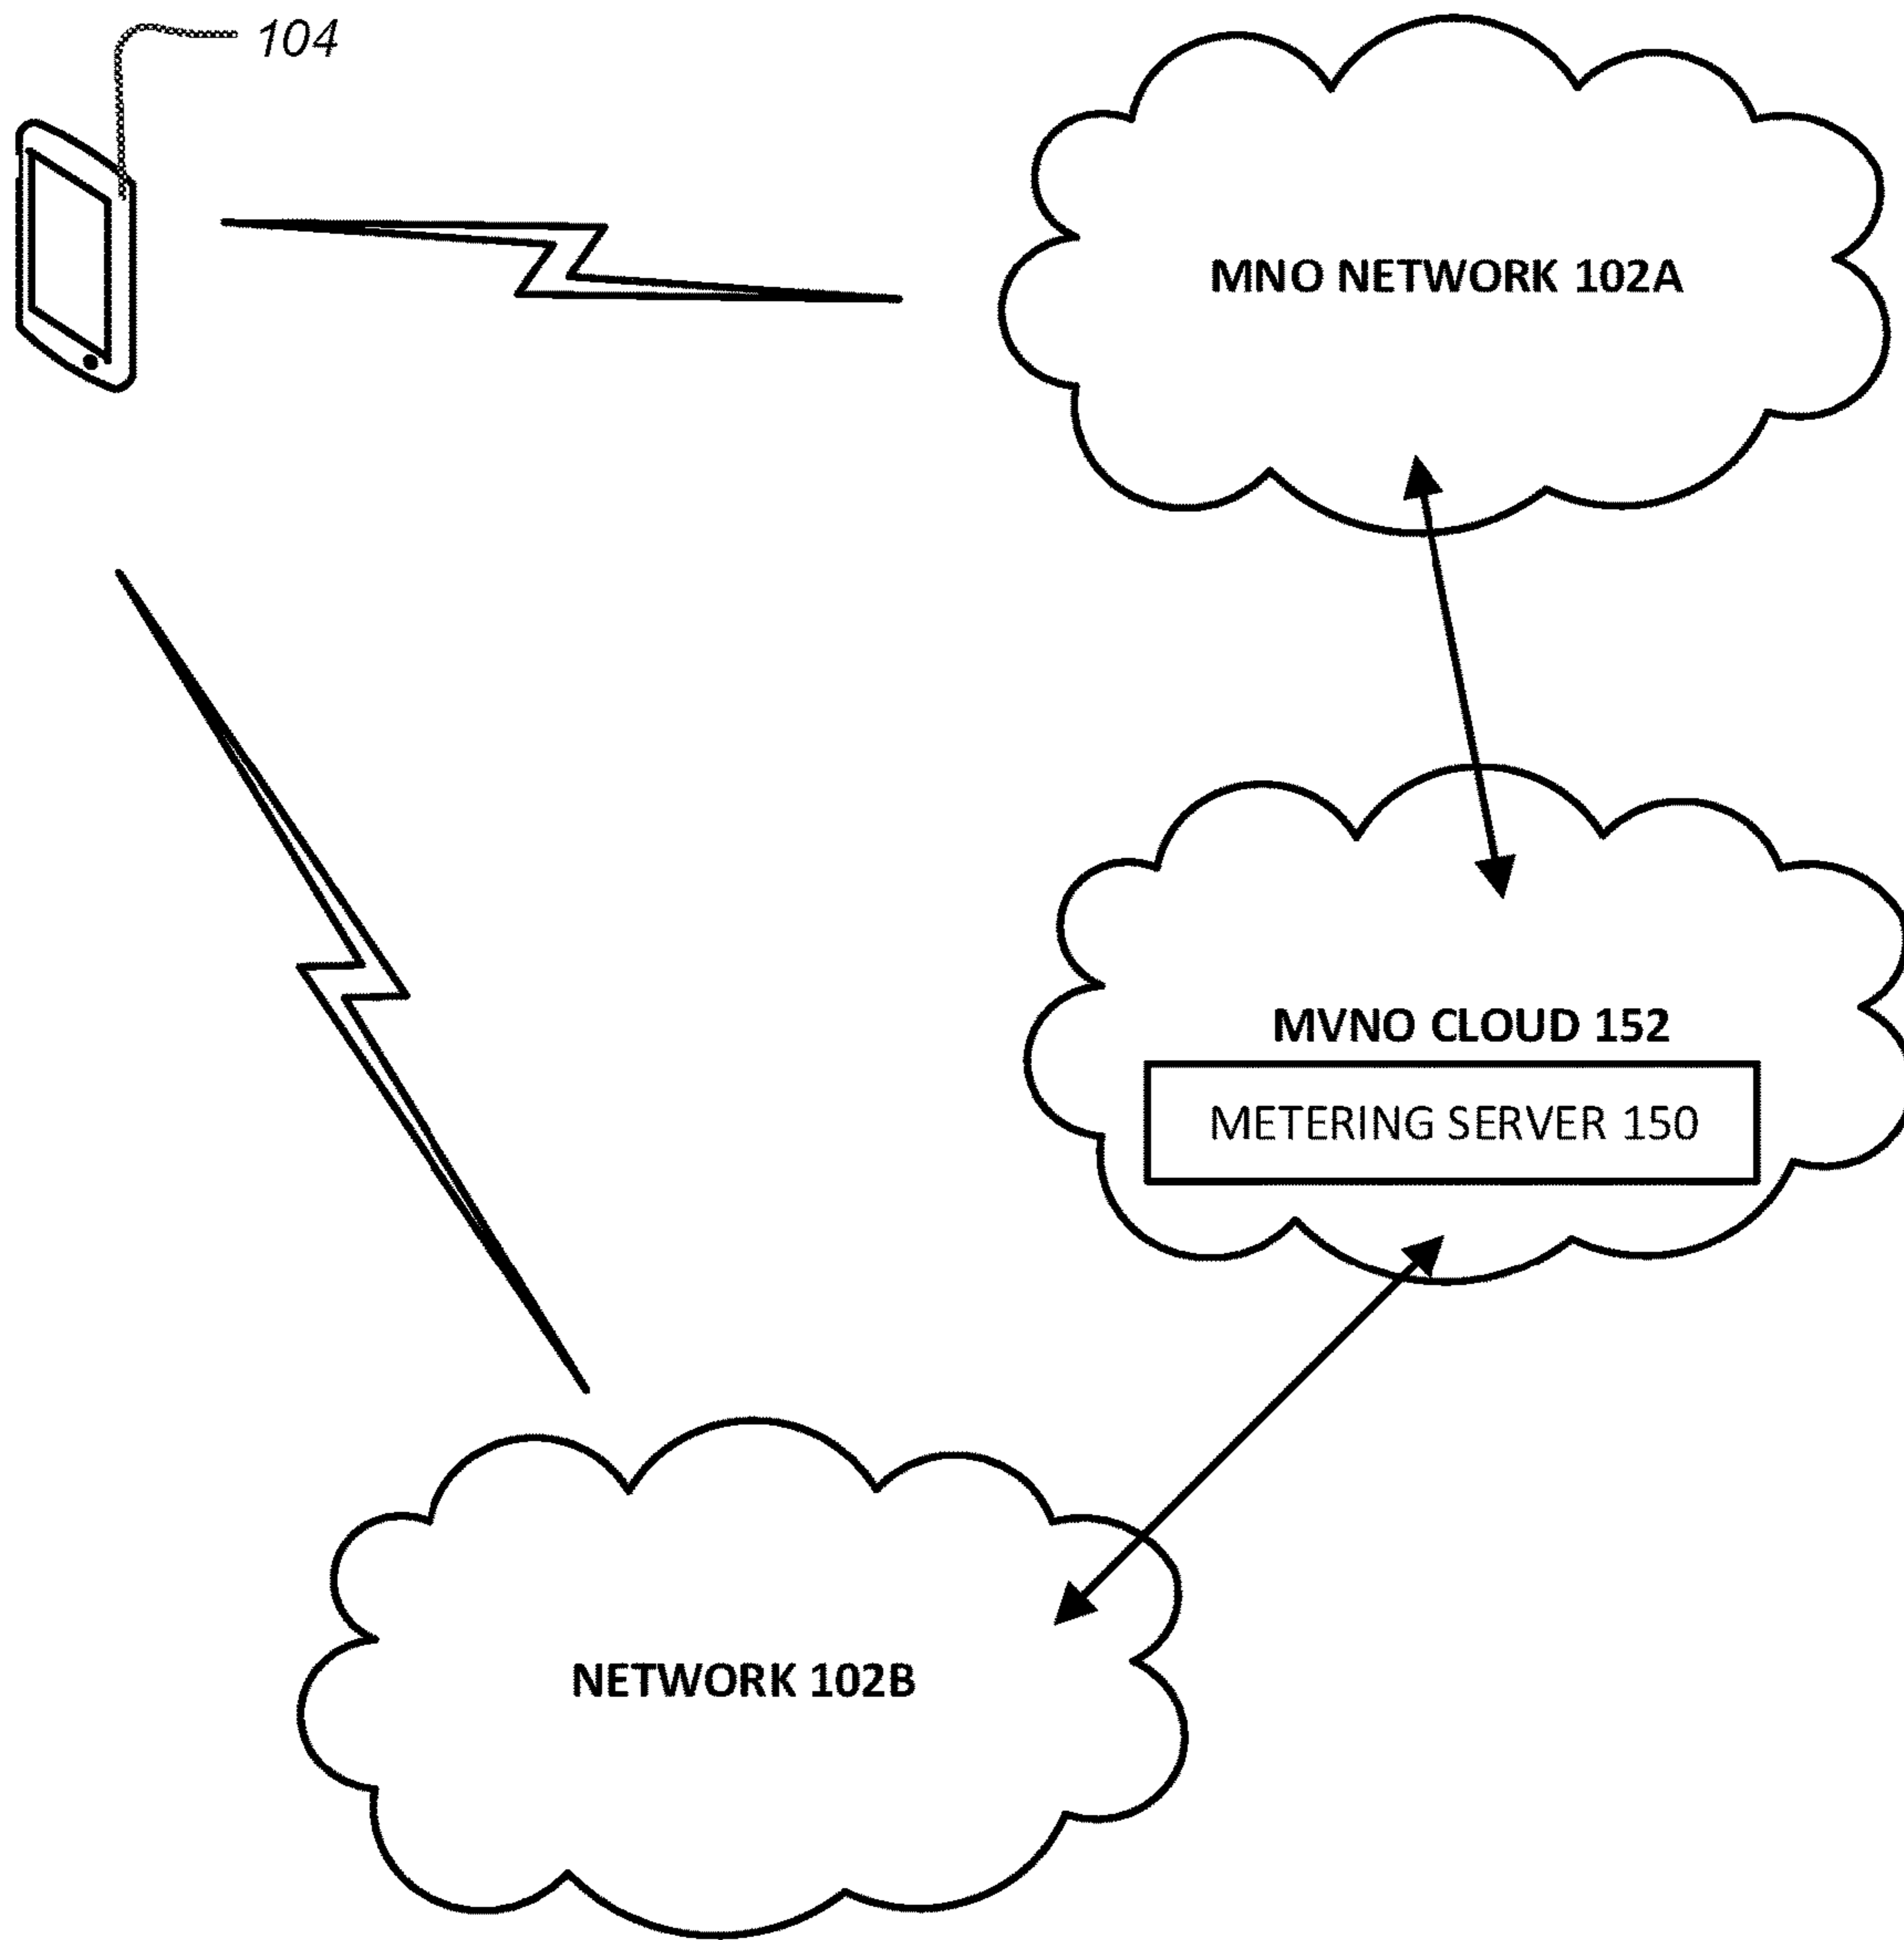 104
MNO NETWORK 102A
MVNO CLOUD 152
METERING SERVER 150
NETWORK 102B